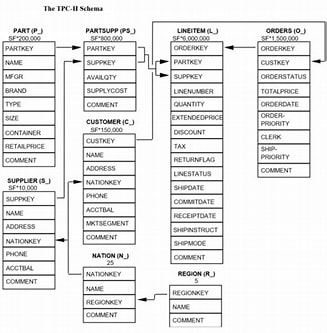 The TPC-H Schema
PART (P_)
SF*200,000
PARTKEY
NAME
MFGR
BRAND
TYPE
SIZE
CONTAINER
RETAILPRICE
COMMENT
SUPPLIER (S_)
SF*10,000
SUPPKEY
NAME
ADDRESS
NATIONKEY
PHONE
ACCTBAL
COMMENT
PARTSUPP (PS_)
SF*800,000
PARTKEY
SUPPKEY
AVAILQTY
SUPPLYCOST
COMMENT
CUSTOMER (C_)
SF*150,000
CUSTKEY
NAME
ADDRESS
NATIONKEY
PHONE
ACCTBAL
MKTSEGMENT
COMMENT
NATION (N_)
25
NATIONKEY
NAME
REGIONKEY
COMMENT
LINEITEM (L_)
SF*6,000,000
ORDERKEY
PARTKEY
SUPPKEY
LINENUMBER
QUANTITY
EXTENDEDPRICE
DISCOUNT
TAX
RETURNFLAG
LINESTATUS
SHIPDATE
COMMITDATE
RECEIPTDATE
SHIPINSTRUCT
SHIPMODE
COMMENT
REGION (R_)
5
REGIONKEY
NAME
COMMENT
ORDERS (O_)
SF*1,500,000
ORDERKEY
CUSTKEY
ORDERSTATUS
TOTALPRICE
ORDERDATE
ORDER-
PRIORITY
CLERK
SHIP-
PRIORITY
COMMENT